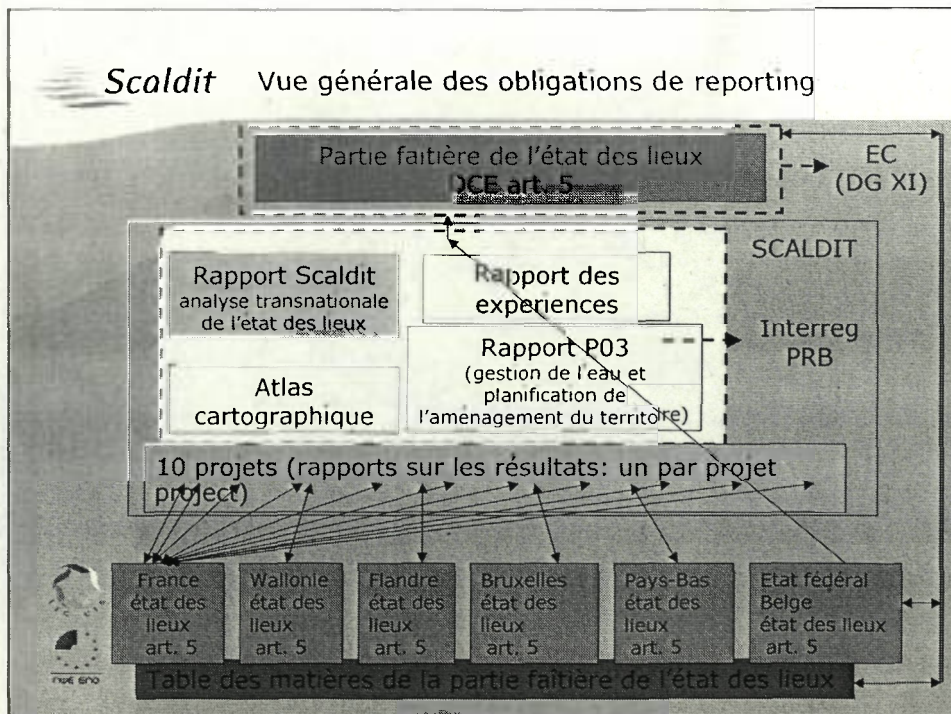 Scaldit Vue générale des obligations de reporting
Partie faîtière de l'état des lieux
DCE art. 5
EC
(DG XI)
SCALDIT
Interreg
PRB
Rapport Scaldit
analyse transnationale
de l'etat des lieux
Rapport des
experiences
Atlas
cartographique
Rapport P03
(gestion de l eau et
planification de
l'amenagement du territoire)
10 projets (rapports sur les résultats: un par projet
project)
France
état des
lieux
art. 5
Wallonie
état des
lieux
art. 5
Flandre
état des
lieux
art. 5
Bruxelles
état des
lieux
art. 5
Pays-Bas
état des
lieux
art. 5
Etat fédéral
Belge
état des lieux
art. 5
Table des matières de la partie faîtière de l'état des lieux